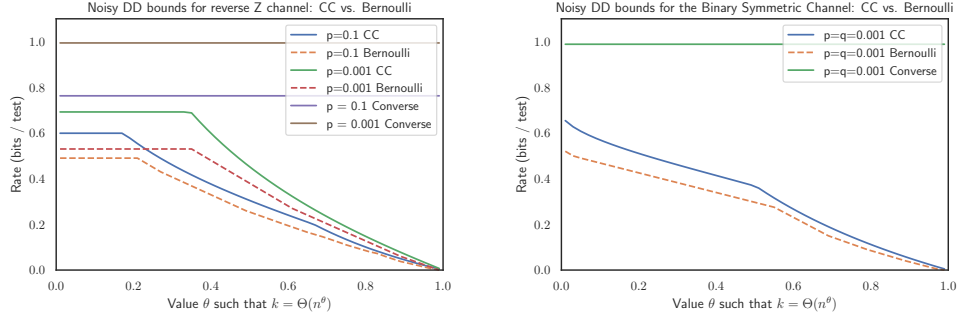 Noisy DD bounds for reverse Z channel: CC vs. Bernoulli
1.0
0.8
0.6
0.4
0.2
0.0
Rate (bits / test)
p=0.1 CC
p=0.1 Bernoulli
p=0.001 CC
p=0.001 Bernoulli
p = 0.1 Converse
p = 0.001 Converse
0.0 0.2 0.4 0.6 0.8 1.0
Value θ such that k = Θ(n^θ)
Noisy DD bounds for the Binary Symmetric Channel: CC vs. Bernoulli
1.0
0.8
0.6
0.4
0.2
0.0
Rate (bits / test)
p=q=0.001 CC
p=q=0.001 Bernoulli
p=q=0.001 Converse
0.0 0.2 0.4 0.6 0.8 1.0
Value θ such that k = Θ(n^θ)